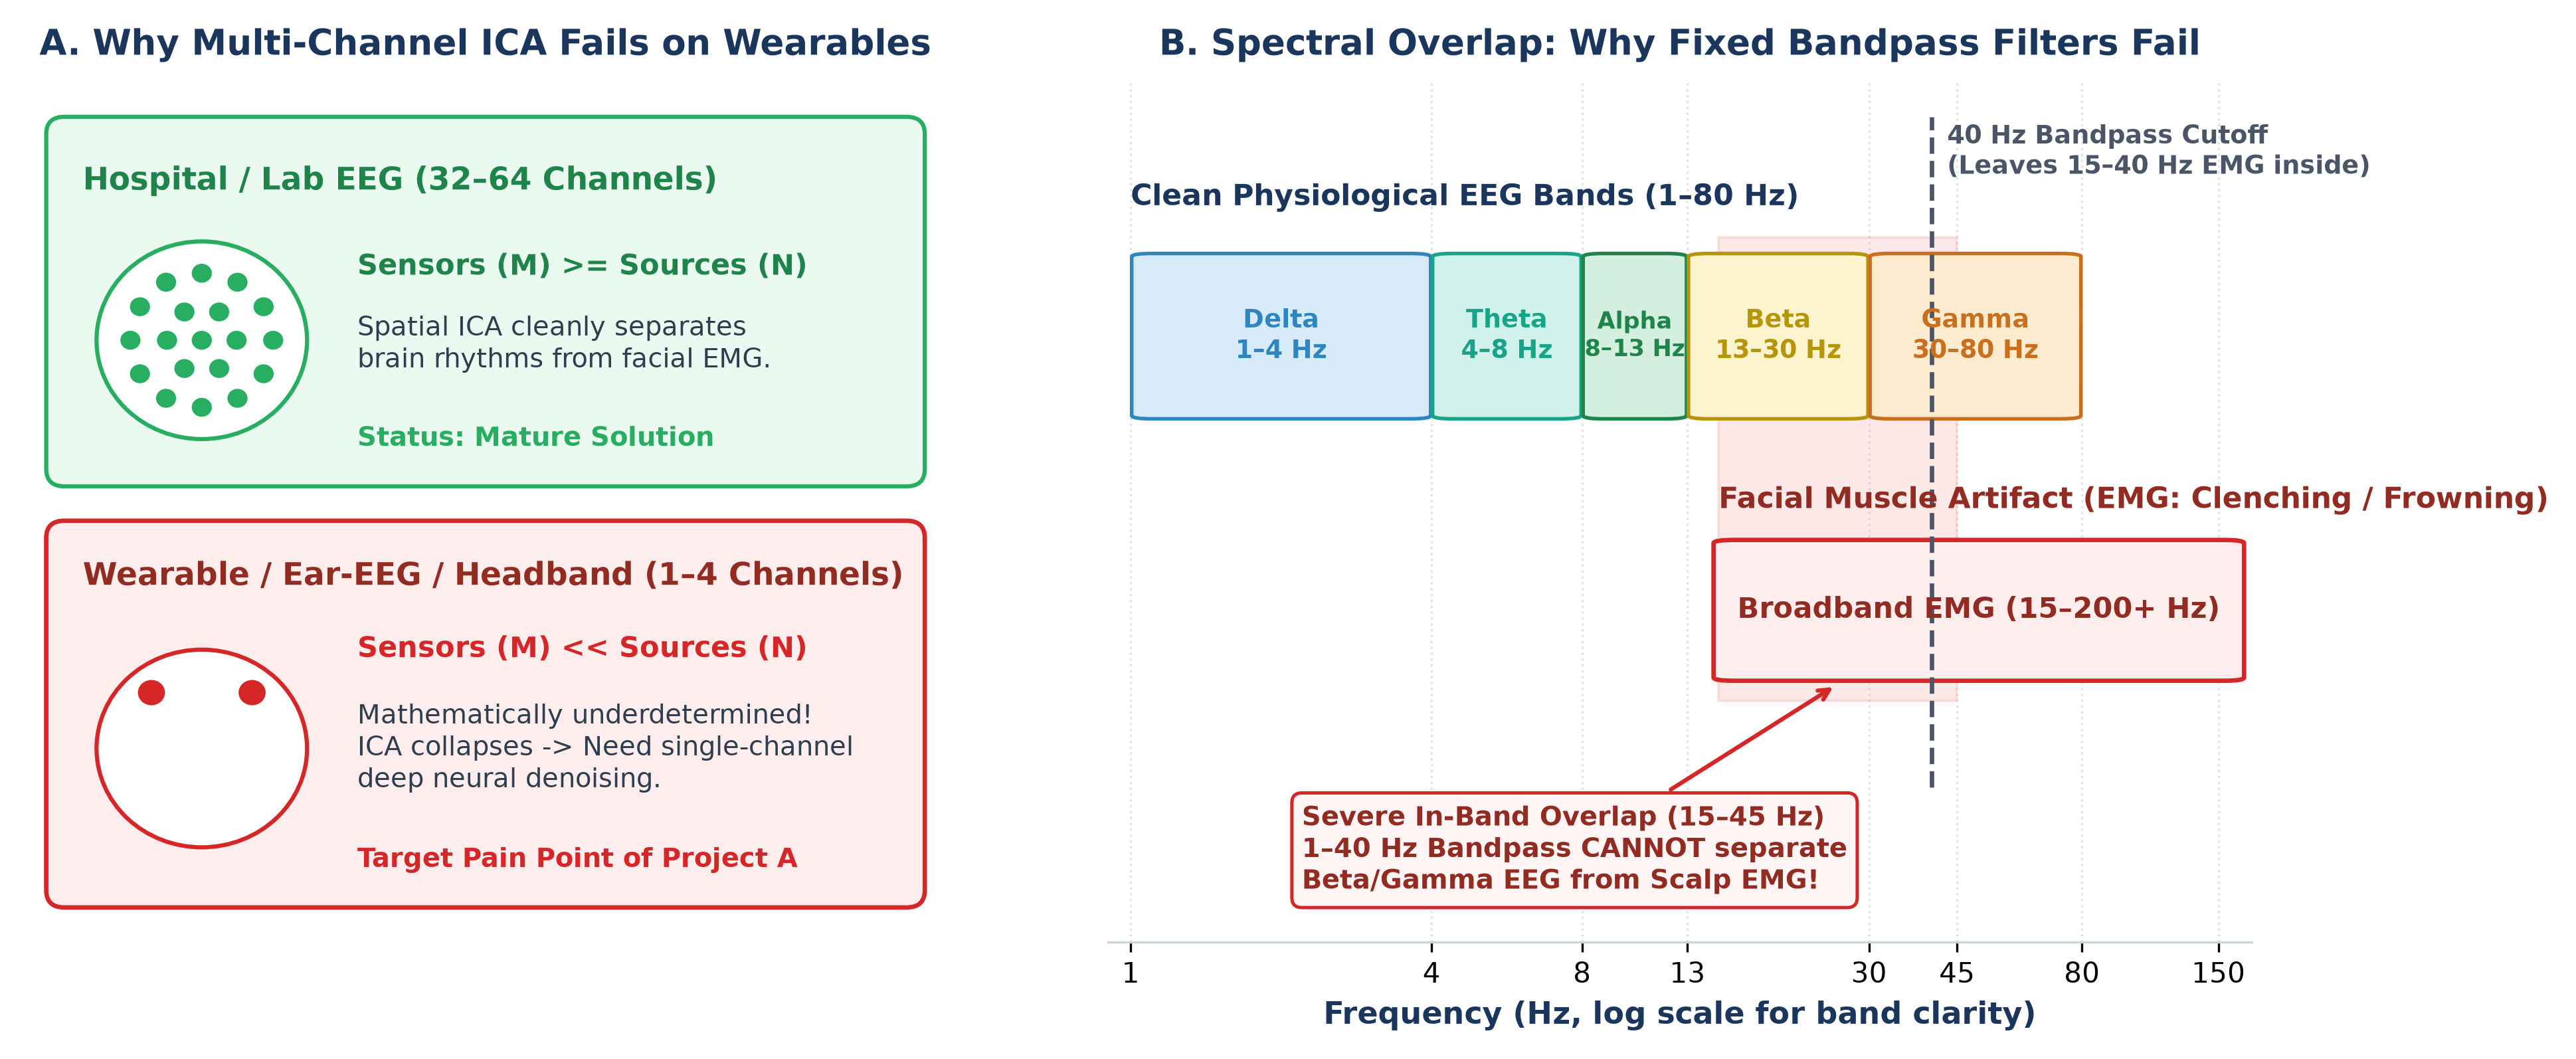 A. Why Multi-Channel ICA Fails on Wearables
Hospital / Lab EEG (32–64 Channels)
Sensors (M) >= Sources (N)
Spatial ICA cleanly separates
brain rhythms from facial EMG.
Status: Mature Solution
Wearable / Ear-EEG / Headband (1–4 Channels)
Sensors (M) << Sources (N)
Mathematically underdetermined!
ICA collapses -> Need single-channel
deep neural denoising.
Target Pain Point of Project A
B. Spectral Overlap: Why Fixed Bandpass Filters Fail
40 Hz Bandpass Cutoff
(Leaves 15–40 Hz EMG inside)
Clean Physiological EEG Bands (1–80 Hz)
Delta
1–4 Hz
Theta
4–8 Hz
Alpha
8–13 Hz
Beta
13–30 Hz
Gamma
30–80 Hz
Facial Muscle Artifact (EMG: Clenching / Frowning)
Broadband EMG (15–200+ Hz)
Severe In-Band Overlap (15–45 Hz)
1–40 Hz Bandpass CANNOT separate
Beta/Gamma EEG from Scalp EMG!
1 4 8 13 30 45 80 150
Frequency (Hz, log scale for band clarity)